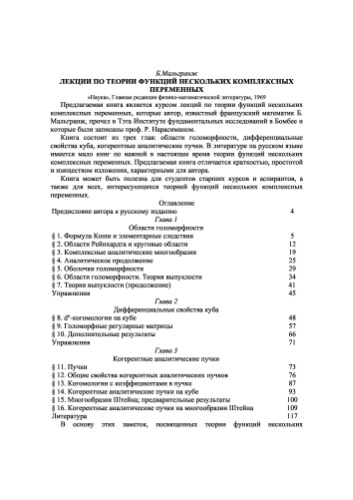 Б.Мальгранж
ЛЕКЦИИ ПО ТЕОРИИ ФУНКЦИЙ НЕСКОЛЬКИХ КОМПЛЕКСНЫХ
ПЕРЕМЕННЫХ
«Наука», Главная редакция физико-математической литературы, 1969
Предлагаемая книга является курсом лекций по теории функций нескольких
комплексных переменных, которые автор, известный французский математик Б.
Мальгранж, прочел в Тэта Институте фундаментальных исследований в Бомбее и
которые были записаны проф. Р. Нарасиманом.
Книга состоит из трех глав: области голоморфности, дифференциальные
свойства куба, когерентные аналитические пучки. В литературе на русском языке
имеется мало книг по важной в настоящее время теории функций нескольких
комплексных переменных. Предлагаемая книга отличается краткостью, простотой
и изяществом изложения, характерными для автора.
Книга может быть полезна для студентов старших курсов и аспирантов, а
также для всех, интересующихся теорией функций нескольких комплексных
переменных.
Оглавление
Предисловие автора к русскому изданию 4
Глава 1
Области голоморфности
§ 1. Формула Коши и элементарные следствия 5
§ 2. Области Рейнхардта и круговые области 12
§ 3. Комплексные аналитические многообразия 19
§ 4. Аналитическое продолжение 25
§ 5. Оболочки голоморфности 29
§ 6. Области голоморфности. Теория выпуклости 34
§ 7. Теория выпуклости (продолжение) 41
Упражнения 45
Глава 2
Дифференциальные свойства куба
§ 8. d"-когомологии на кубе 48
§ 9. Голоморфные регулярные матрицы 57
§ 10. Дополнительные результаты 66
Упражнения 71
Глава 3
Когерентные аналитические пучки
§ 11. Пучки 73
§ 12. Общие свойства когерентных аналитических пучков 76
§ 13. Когомологии с коэффициентами в пучке 87
§ 14. Когерентные аналитические пучки на кубе 93
§ 15. Многообразия Штейна; предварительные результаты 100
§ 16. Когерентные аналитические пучки на многообразии Штейна 109
Литература 117
В основу этих заметок, посвященных теории функций нескольких